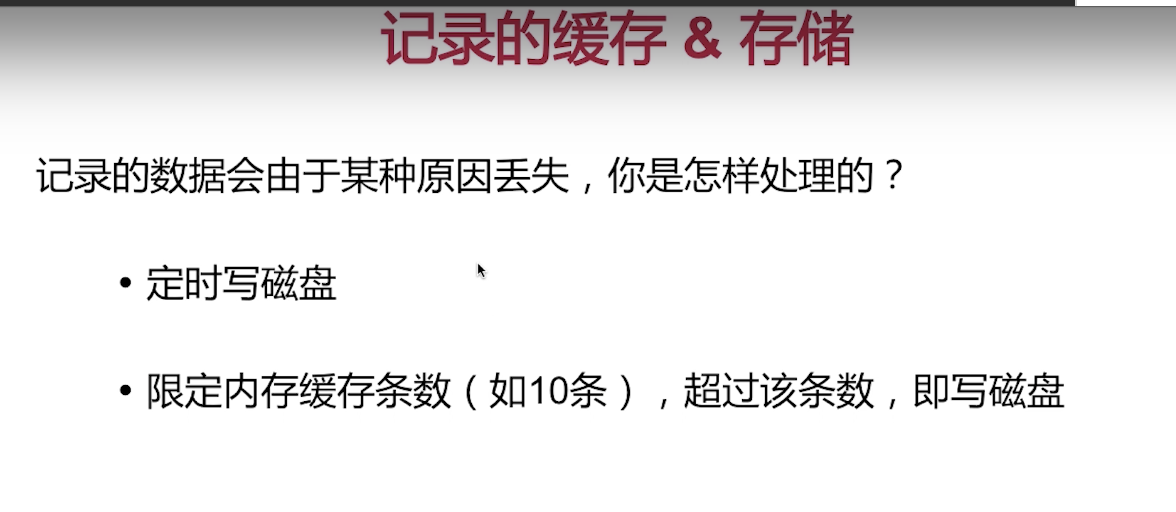 记录的缓存 & 存储
记录的数据会由于某种原因丢失，你是怎样处理的？
• 定时写磁盘
• 限定内存缓存条数（如10条），超过该条数，即写磁盘